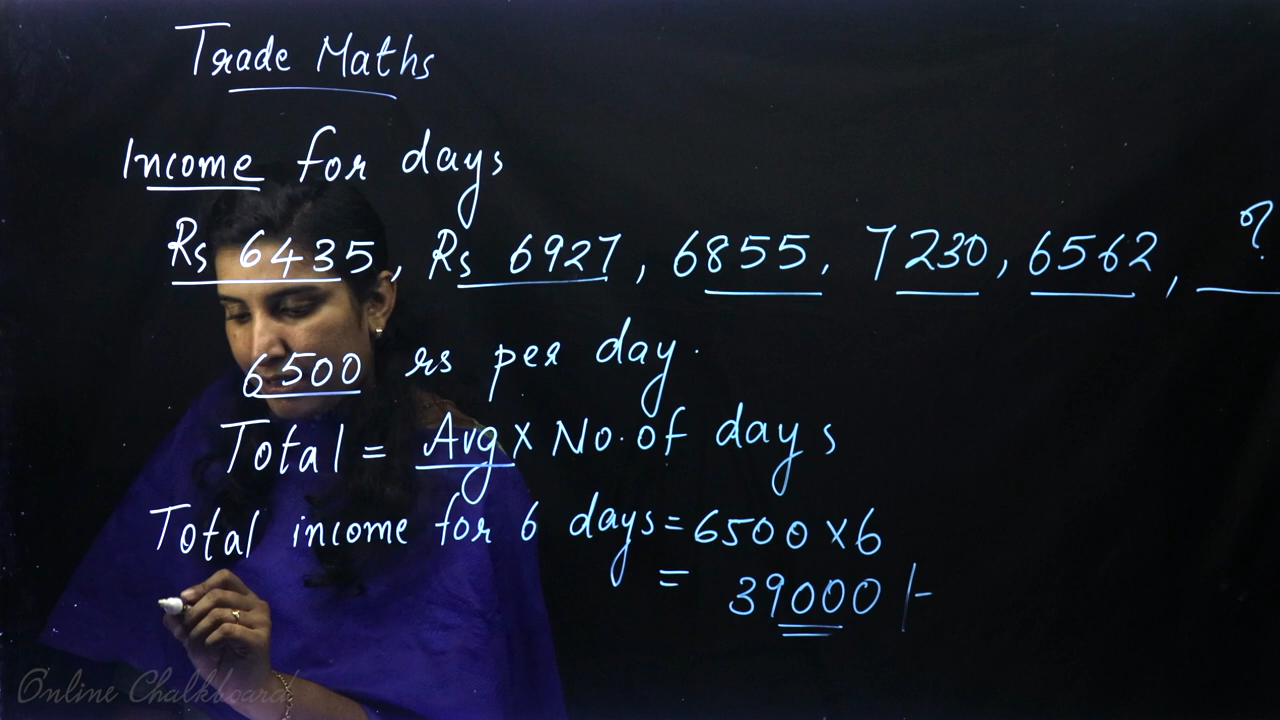 Trade Maths
Income for days
Rs 6435, Rs 6927, 6855, 7230, 6562, ?
6500 rs per day.
Total = Avg x No. of days
Total income for 6 days = 6500 x 6
= 39000 /-
Online Chalkboard